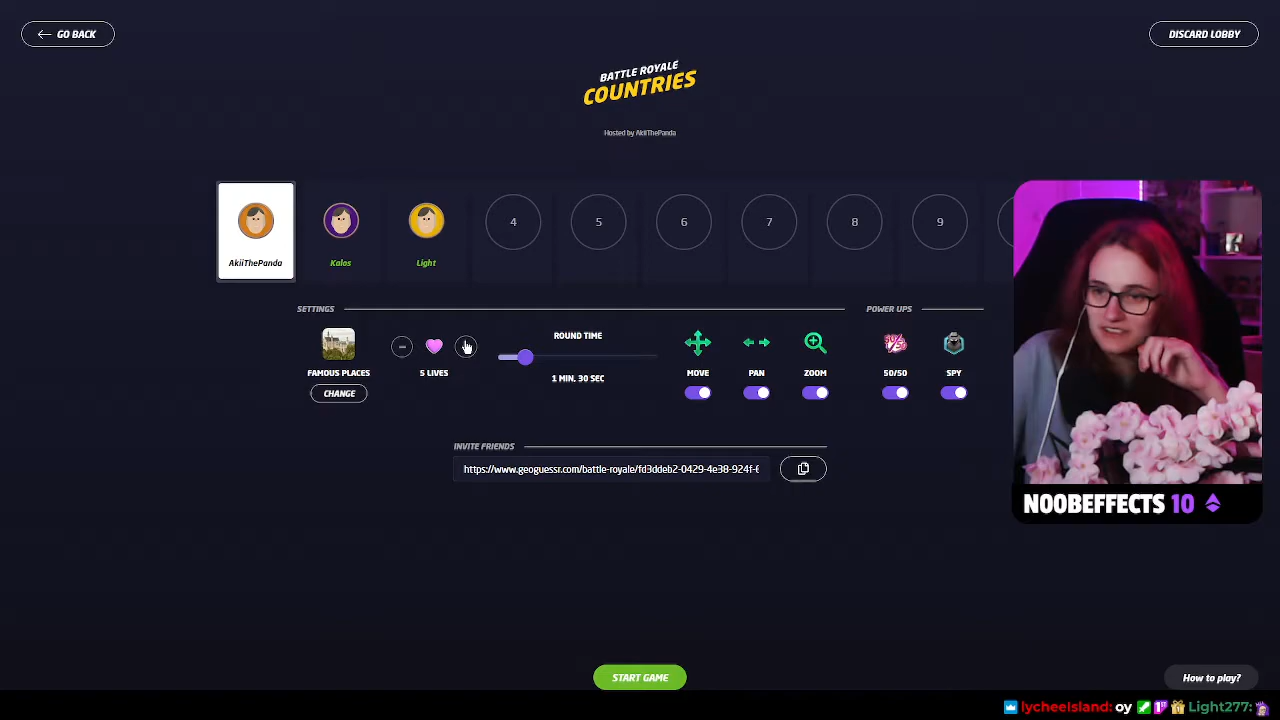 GO BACK
DISCARD LOBBY
BATTLE ROYALE
COUNTRIES
Hosted by AkiiThePanda
4
5
6
7
8
9
AkiiThePanda
Kalos
Light
SETTINGS
POWER UPS
ROUND TIME
FAMOUS PLACES
5 LIVES
1 MIN. 30 SEC
MOVE
PAN
ZOOM
50/50
SPY
CHANGE
INVITE FRIENDS
https://www.geoguessr.com/battle-royale/fd3ddeb2-0429-4e38-924f-
NOOBEFFECTS 10
START GAME
How to play?
lycheeIsland: oy
Light277: